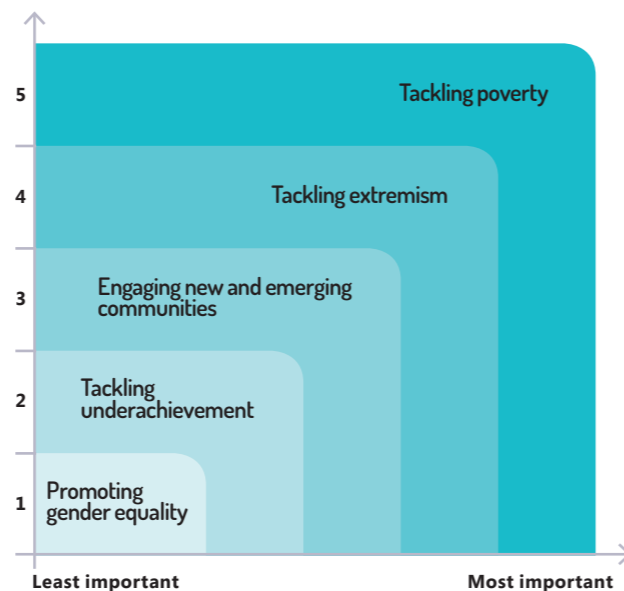 5
Tackling poverty
4
Tackling extremism
3
Engaging new and emerging
communities
2
Tackling
underachievement
1
Promoting
gender equality
Least important
Most important